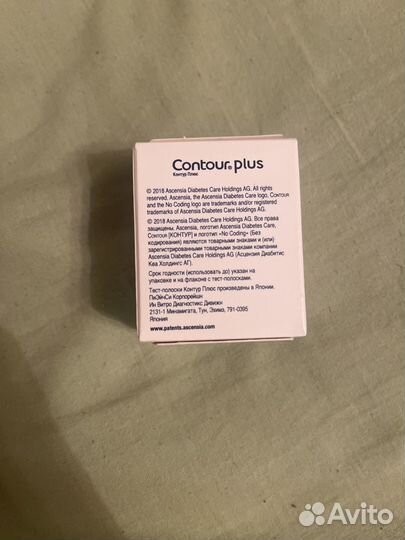 Contour plus
Контур Плюс
© 2018 Ascensia Diabetes Care Holdings AG. All rights
reserved. Ascensia, the Ascensia Diabetes Care logo, Contour
and the No Coding logo are trademarks and/or registered
trademarks of Ascensia Diabetes Care Holdings AG.
© 2018 Ascensia Diabetes Care Holdings AG. Все права
защищены. Ascensia, логотип Ascensia Diabetes Care,
Contour [КОНТУР] и логотип «No Coding» (Без
кодирования) являются товарными знаками и (или)
зарегистрированными товарными знаками компании
Ascensia Diabetes Care Holdings AG (Асцензия Диабитис
Кеа Холдингс АГ)
Срок годности (использовать до) указан на
упаковке и на флаконе с тест-полосками.
Тест-полоски Контур Плюс произведены в Японии.
ПиЭйчСи Корпорейшн
Ин Витро Диагностикс Дивижн
2131-1 Минамигата, Тун, Эхимэ, 791-0395
Япония
www.patents.ascensia.com
Avito